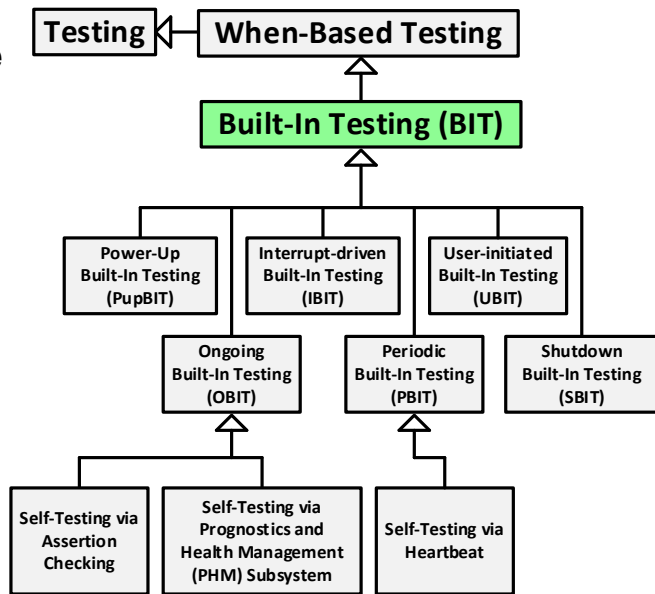 Testing
When-Based Testing
e
Built-In Testing (BIT)
Power-Up
Built-In Testing
(PupBIT)
Interrupt-driven
Built-In Testing
(IBIT)
User-initiated
Built-In Testing
(UBIT)
Ongoing
Built-In Testing
(OBIT)
Periodic
Built-In Testing
(PBIT)
Shutdown
Built-In Testing
(SBIT)
Self-Testing via
Assertion
Checking
Self-Testing via
Prognostics and
Health Management
(PHM) Subsystem
Self-Testing via
Heartbeat